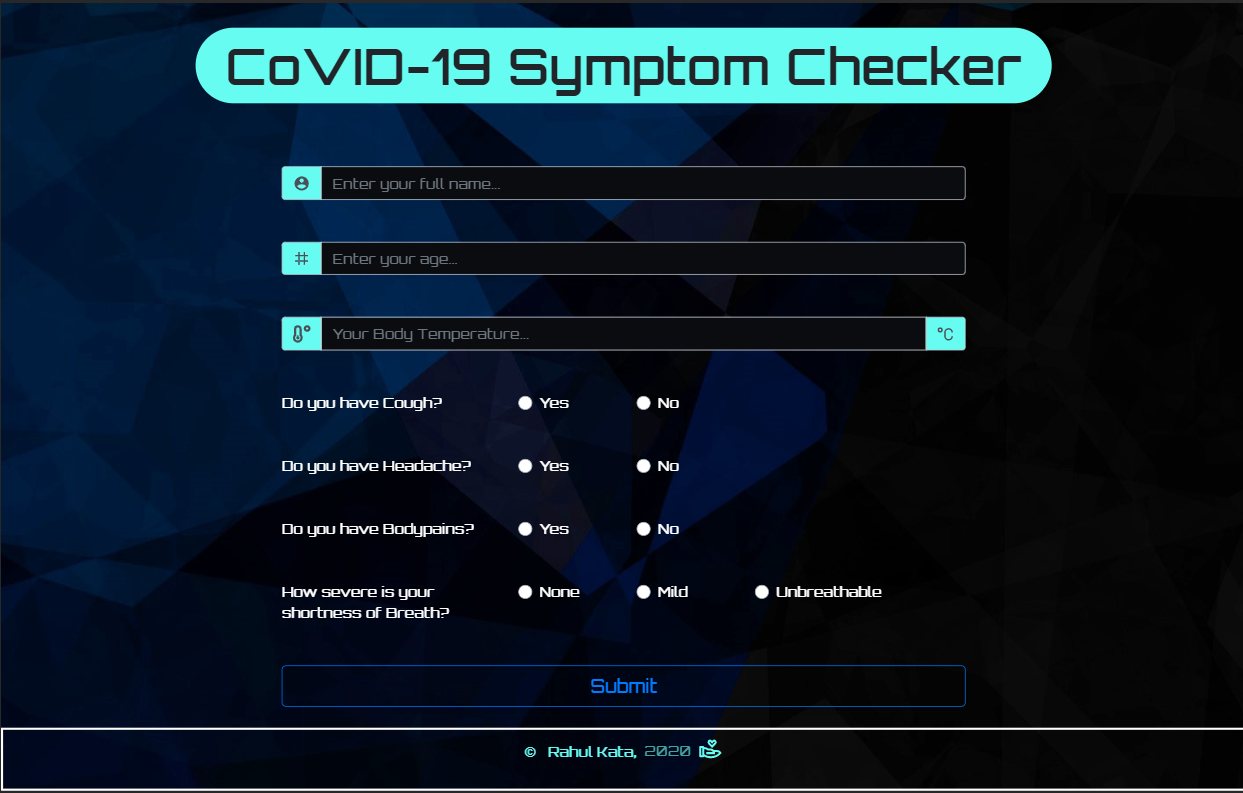 CoVID-19 Symptom Checker
Enter your full name...
Enter your age...
Your Body Temperature...
°C
Do you have Cough? Yes No
Do you have Headache? Yes No
Do you have Bodypains? Yes No
How severe is your shortness of Breath? None Mild Unbreathable
Submit
© Rahul Kata, 2020